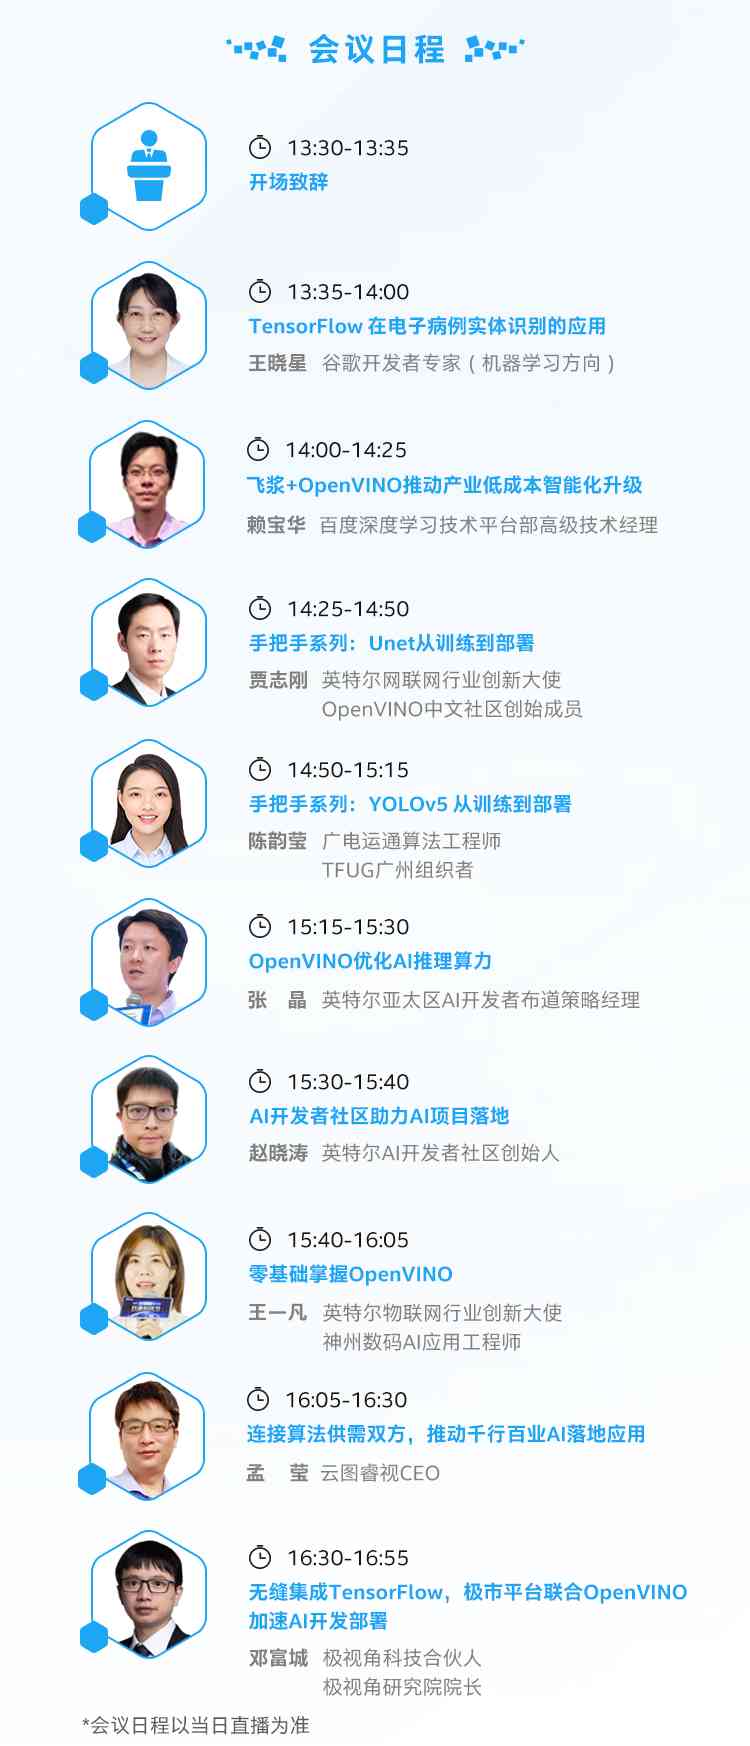 会议日程
13:30-13:35
开场致辞
13:35-14:00
TensorFlow 在电子病例实体识别的应用
王晓星 谷歌开发者专家（机器学习方向）
14:00-14:25
飞浆+OpenVINO推动产业低成本智能化升级
赖宝华 百度深度学习技术平台部高级技术经理
14:25-14:50
手把手系列：Unet从训练到部署
贾志刚 英特尔网联网行业创新大使
OpenVINO中文社区创始成员
14:50-15:15
手把手系列：YOLOv5 从训练到部署
陈韵莹 广电运通算法工程师
TFUG广州组织者
15:15-15:30
OpenVINO优化AI推理算力
张 晶 英特尔亚太区AI开发者布道策略经理
15:30-15:40
AI开发者社区助力AI项目落地
赵晓涛 英特尔AI开发者社区创始人
15:40-16:05
零基础掌握OpenVINO
王一凡 英特尔物联网行业创新大使
神州数码AI应用工程师
16:05-16:30
连接算法供需双方，推动千行百业AI落地应用
孟 莹 云图睿视CEO
16:30-16:55
无缝集成TensorFlow，极市平台联合OpenVINO
加速AI开发部署
邓富城 极视角科技合伙人
极视角研究院院长
*会议日程以当日直播为准